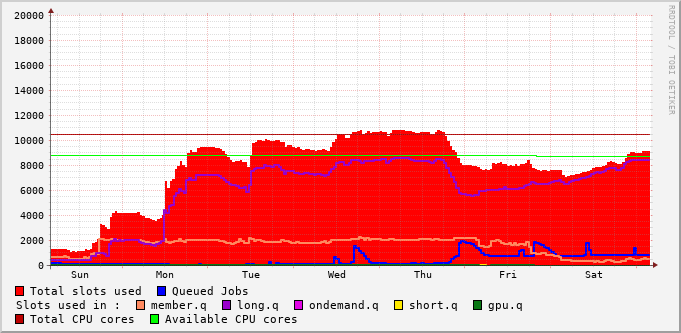 RRDTOOL / TOBI OETIKER
20000
18000
16000
14000
12000
10000
8000
6000
4000
2000
0
Sun Mon Tue Wed Thu Fri Sat
Total slots used Queued Jobs
Slots used in : member.q long.q ondemand.q short.q gpu.q
Total CPU cores Available CPU cores